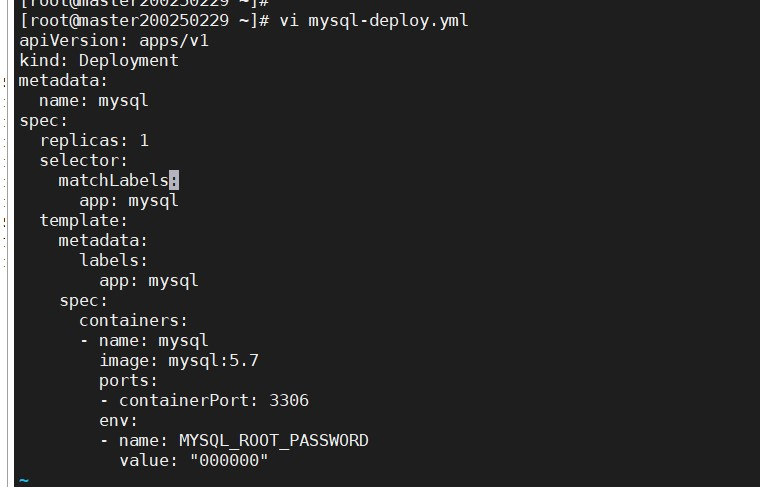 [root@master200250229 ~]#
[root@master200250229 ~]# vi mysql-deploy.yml
apiVersion: apps/v1
kind: Deployment
metadata:
  name: mysql
spec:
  replicas: 1
  selector:
    matchLabels:
      app: mysql
  template:
    metadata:
      labels:
        app: mysql
    spec:
      containers:
      - name: mysql
        image: mysql:5.7
        ports:
        - containerPort: 3306
        env:
        - name: MYSQL_ROOT_PASSWORD
          value: "000000"
~